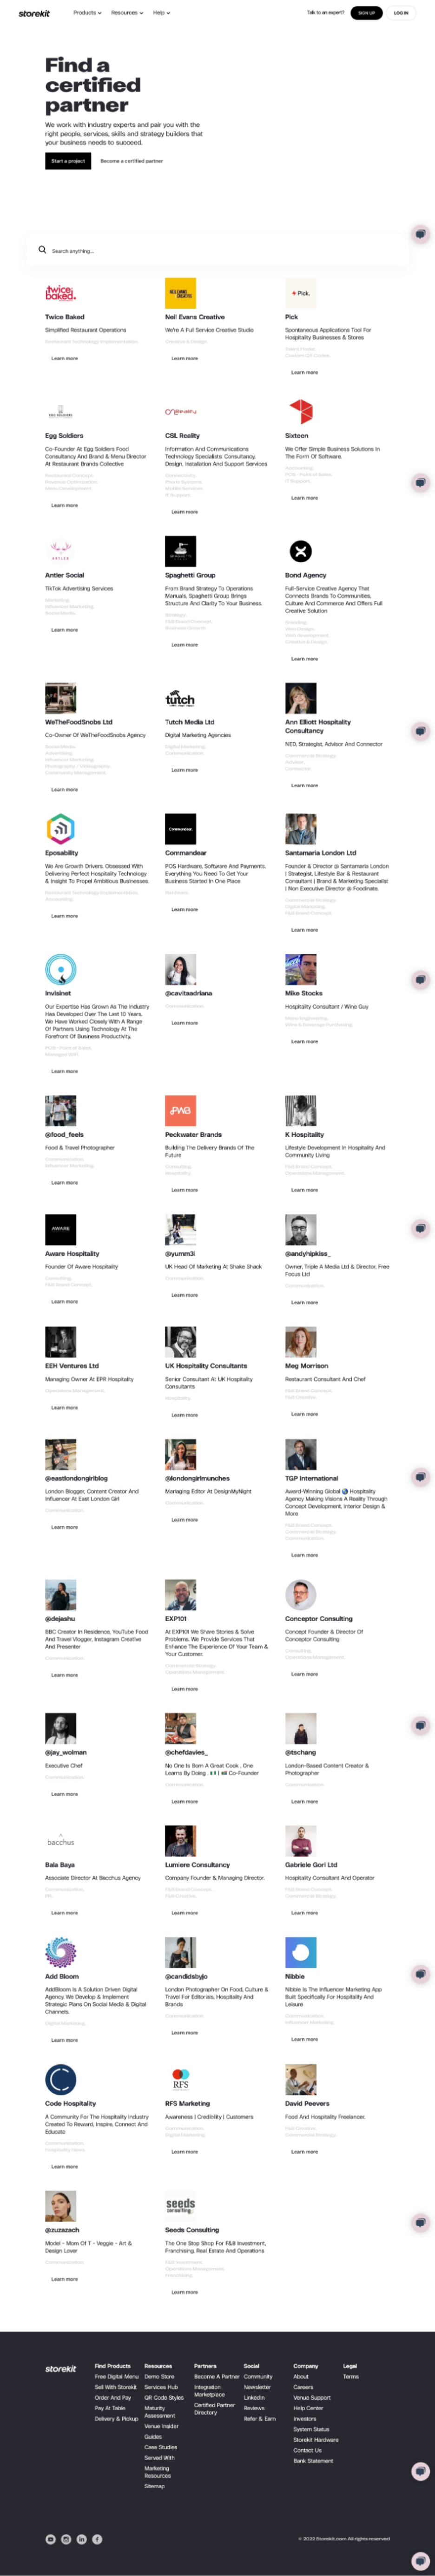 storekit
Products
Resources
Help
Talk to an expert?
SIGN UP
LOG IN
Find a
certified
partner
We work with industry experts and pair you with the
right people, services, skills and strategy builders that
your business needs to succeed.
Start a project
Become a certified partner
Search anything...
Twice Baked
Simplified Restaurant Operations
Learn more
Neil Evans Creative
We're A Full Service Creative Studio
Creative & Design
Learn more
Pick
Spontaneous Applications Tool For
Hospitality Businesses & Stores
Learn more
Egg Soldiers
Co-Founder At Egg Soldiers Food
Consultancy And Brand & Menu Director
At Restaurant Brands Collective
Learn more
CSL Reality
Information And Communications
Technology Specialists: Consultancy,
Design, Installation And Support Services
Learn more
Sixteen
We Offer Simple Business Solutions In
The Form Of Software.
Learn more
Antler Social
TikTok Advertising Services
Learn more
Spaghetti Group
From Brand Strategy To Operations
Manuals, Spaghetti Group Brings
Structure And Clarity To Your Business.
Learn more
Bond Agency
Full-Service Creative Agency That
Connects Brands To Communities,
Culture And Commerce And Offers Full
Creative Solution
Learn more
WeTheFoodSnobs Ltd
Co-Owner Of WeTheFoodSnobs Agency
Learn more
Tutch Media Ltd
Digital Marketing Agencies
Learn more
Ann Elliott Hospitality
Consultancy
NED, Strategist, Advisor And Connector
Learn more
Eposability
We Are Growth Drivers. Obsessed With
Delivering Perfect Hospitality Technology
& Insight To Propel Ambitious Businesses.
Learn more
Commandear
POS Hardware, Software And Payments.
Everything You Need To Get Your
Business Started In One Place
Learn more
Santamaria London Ltd
Founder & Director @ Santamaria London
| Strategist, Lifestyle Bar & Restaurant
Consultant | Brand & Marketing Specialist
| Non Executive Director @ Foodinate.
Learn more
Invisinet
Our Expertise Has Grown As The Industry
Has Developed Over The Last 10 Years.
We Have Worked Closely With A Range
Of Partners Using Technology At The
Forefront Of Business Productivity.
Learn more
@cavitaadriana
Learn more
Mike Stocks
Hospitality Consultant / Wine Guy
Learn more
@food_feels
Food & Travel Photographer
Learn more
Peckwater Brands
Building The Delivery Brands Of The
Future
Learn more
K Hospitality
Lifestyle Development In Hospitality And
Community Living
Learn more
Aware Hospitality
Founder Of Aware Hospitality
Learn more
@yumm3i
UK Head Of Marketing At Shake Shack
Learn more
@andyhipkiss_
Owner, Triple A Media Ltd & Director, Free
Focus Ltd
Learn more
EEH Ventures Ltd
Managing Owner At EPR Hospitality
Learn more
UK Hospitality Consultants
Senior Consultant At UK Hospitality
Consultants
Learn more
Meg Morrison
Restaurant Consultant And Chef
Learn more
@eastlondongirlblog
London Blogger, Content Creator And
Influencer At East London Girl
Learn more
@londongirlmunches
Managing Editor At DesignMyNight
Learn more
TGP International
Award-Winning Global 🌏 Hospitality
Agency Making Visions A Reality Through
Concept Development, Interior Design &
More
Learn more
@dejashu
BBC Creator In Residence, YouTube Food
And Travel Vlogger, Instagram Creative
And Presenter
Learn more
EXP101
At EXP101 We Share Stories & Solve
Problems. We Provide Services That
Enhance The Experience Of Your Team &
Your Customer.
Learn more
Conceptor Consulting
Concept Founder & Director Of
Conceptor Consulting
Learn more
@jay_wolman
Executive Chef
Learn more
@chefdavies_
No One Is Born A Great Cook , One
Learns By Doing .
Co-Founder
Learn more
@tschang
London-Based Content Creator &
Photographer
Learn more
Bala Baya
Associate Director At Bacchus Agency
Learn more
Lumiere Consultancy
Company Founder & Managing Director.
Learn more
Gabriele Gori Ltd
Hospitality Consultant And Operator
Learn more
Add Bloom
AddBloom Is A Solution Driven Digital
Agency. We Develop & Implement
Strategic Plans On Social Media & Digital
Channels.
Digital Marketing
Learn more
@candidsbyjo
London Photographer On Food, Culture &
Travel For Editorials, Hospitality And
Brands
Learn more
Nibble
Nibble Is The Influencer Marketing App
Built Specifically For Hospitality And
Leisure
Learn more
Code Hospitality
A Community For The Hospitality Industry
Created To Reward, Inspire, Connect And
Educate
Learn more
RFS Marketing
Awareness | Credibility | Customers
Learn more
David Peevers
Food And Hospitality Freelancer.
Learn more
@zuzazach
Model - Mom Of T - Veggie - Art &
Design Lover
Learn more
Seeds Consulting
The One Stop Shop For F&B Investment,
Franchising, Real Estate And Operations
Learn more
storekit
Find Products
Free Digital Menu
Sell With Storekit
Order And Pay
Pay At Table
Delivery & Pickup
Resources
Demo Store
Services Hub
QR Code Styles
Maturity
Assessment
Venue Insider
Guides
Case Studies
Served With
Marketing
Resources
Sitemap
Partners
Become A Partner
Integration
Marketplace
Certified Partner
Directory
Social
Community
Newsletter
LinkedIn
Reviews
Refer & Earn
Company
About
Careers
Venue Support
Help Center
Investors
System Status
Storekit Hardware
Contact Us
Bank Statement
Legal
Terms
© 2023 Storekit.com All rights reserved